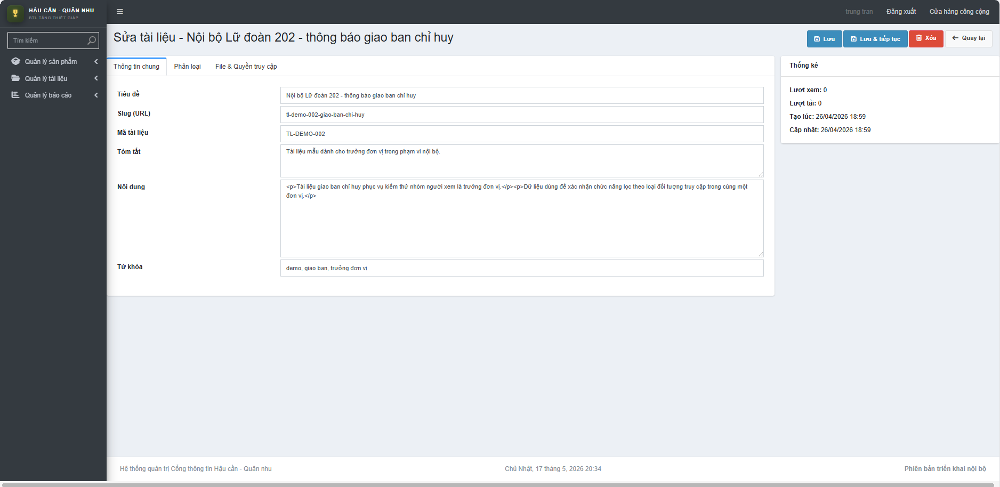 HẬU CẦN - QUÂN NHU
BTL TĂNG THIẾT GIÁP
trung tran
Đăng xuất
Cửa hàng công cộng
Tìm kiếm
Quản lý sản phẩm
Quản lý tài liệu
Quản lý báo cáo
Sửa tài liệu - Nội bộ Lữ đoàn 202 - thông báo giao ban chỉ huy
Lưu
Lưu & tiếp tục
Xóa
Quay lại
Thông tin chung
Phân loại
File & Quyền truy cập
Tiêu đề
Nội bộ Lữ đoàn 202 - thông báo giao ban chỉ huy
Slug (URL)
tl-demo-002-giao-ban-chi-huy
Mã tài liệu
TL-DEMO-002
Tóm tắt
Tài liệu mẫu dành cho trưởng đơn vị trong phạm vi nội bộ.
Nội dung
<p>Tài liệu giao ban chỉ huy phục vụ kiểm thử nhóm người xem là trưởng đơn vị.</p><p>Dữ liệu dùng để xác nhận chức năng lọc theo loại đối tượng truy cập trong cùng một
đơn vị.</p>
Từ khóa
demo, giao ban, trưởng đơn vị
Thống kê
Lượt xem: 0
Lượt tải: 0
Tạo lúc: 26/04/2026 18:59
Cập nhật: 26/04/2026 18:59
Hệ thống quản trị Cổng thông tin Hậu cần - Quân nhu
Chủ Nhật, 17 tháng 5, 2026 20:34
Phiên bản triển khai nội bộ